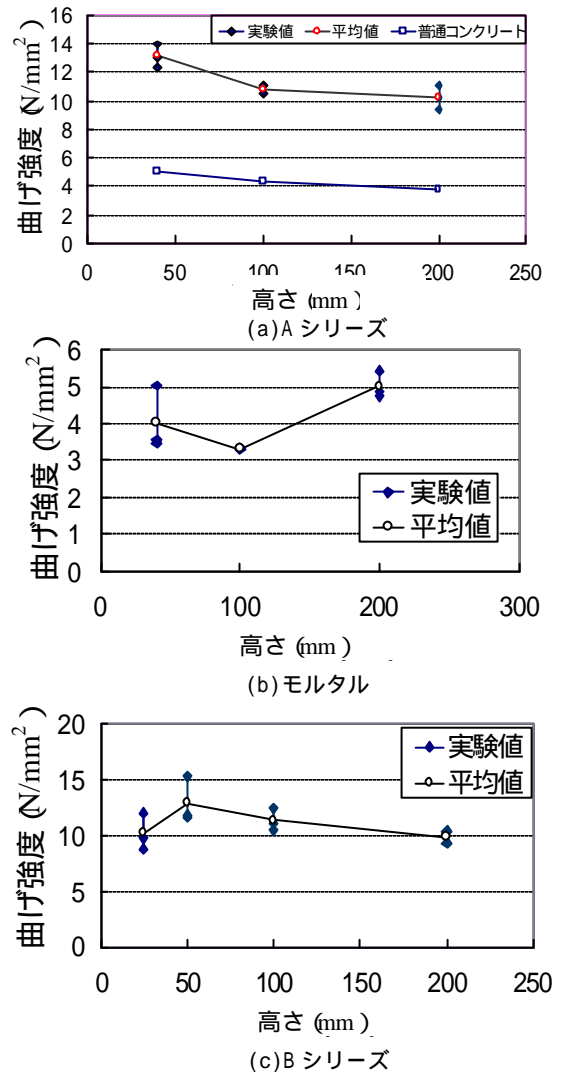 曲げ強度 (N/mm²)
16
14
12
10
8
6
4
2
0
実験値 平均値 普通コンクリート
0 50 100 150 200 250
高さ (mm)
(a)A シリーズ
曲げ強度 (N/mm²)
6
5
4
3
2
1
0
実験値
平均値
0 100 200 300
高さ (mm)
(b)モルタル
曲げ強度 (N/mm²)
20
15
10
5
0
実験値
平均値
0 50 100 150 200 250
高さ (mm)
(c)B シリーズ